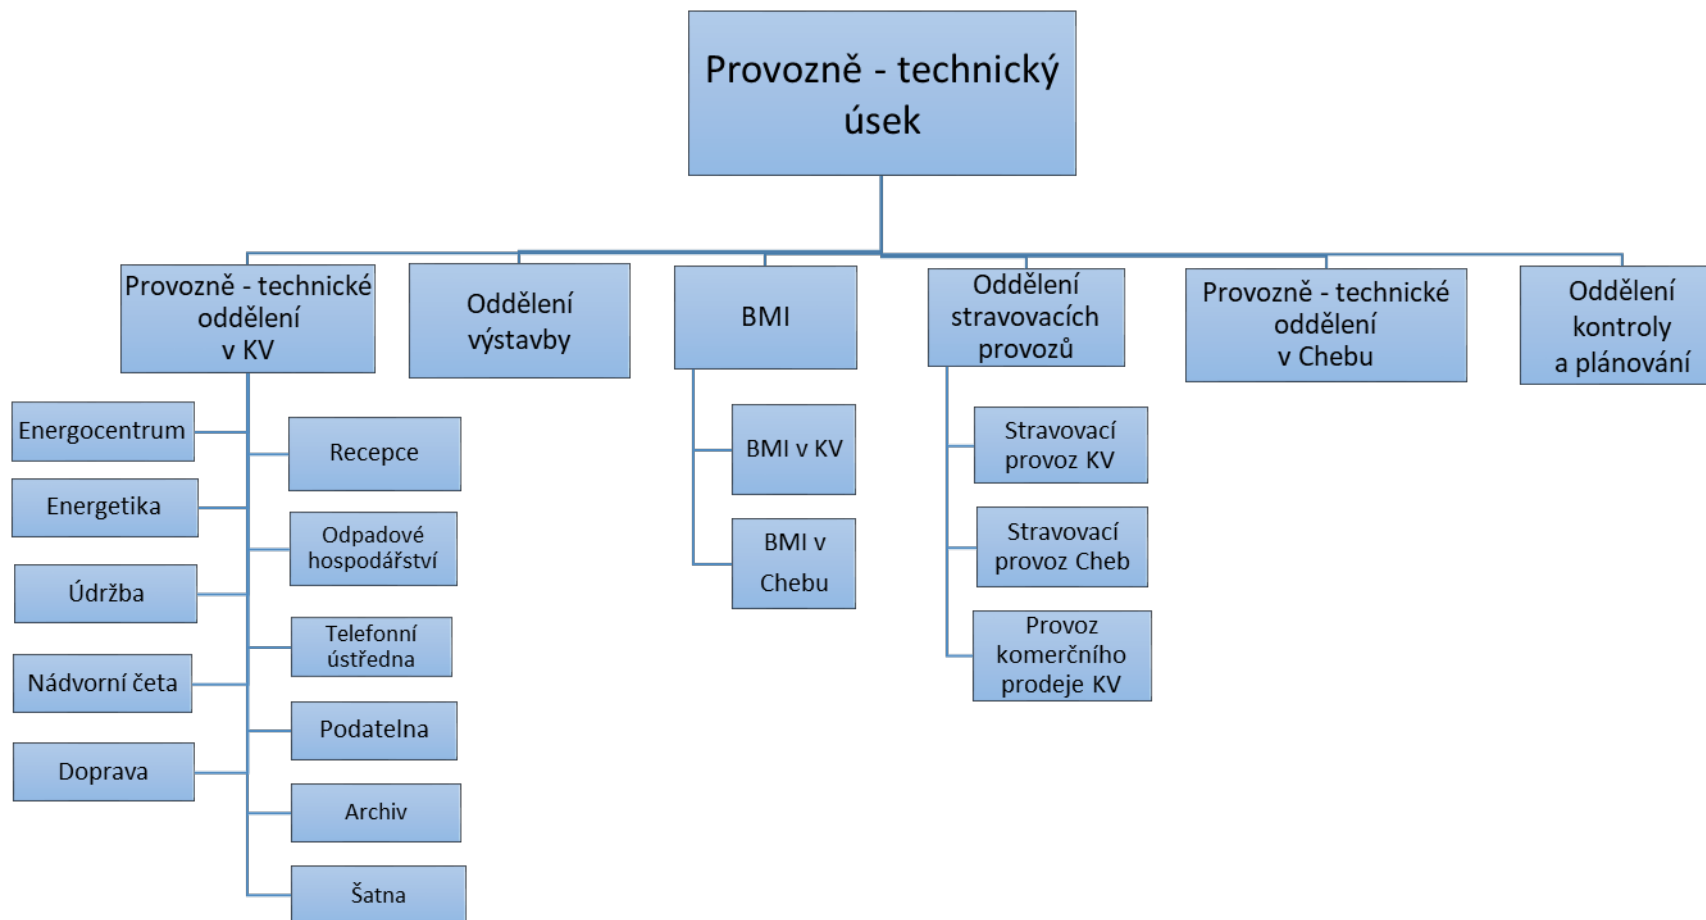 Provozně - technický
úsek
Provozně - technické
oddělení
v KV
Oddělení
výstavby
BMI
Oddělení
stravovacích
provozů
Provozně - technické
oddělení
v Chebu
Oddělení
kontroly
a plánování
Energocentrum
Energetika
Údržba
Nádvorní četa
Doprava
Recepce
Odpadové
hospodářství
Telefonní
ústředna
Podatelna
Archiv
Šatna
BMI v KV
BMI v
Chebu
Stravovací
provoz KV
Stravovací
provoz Cheb
Provoz
komerčního
prodeje KV